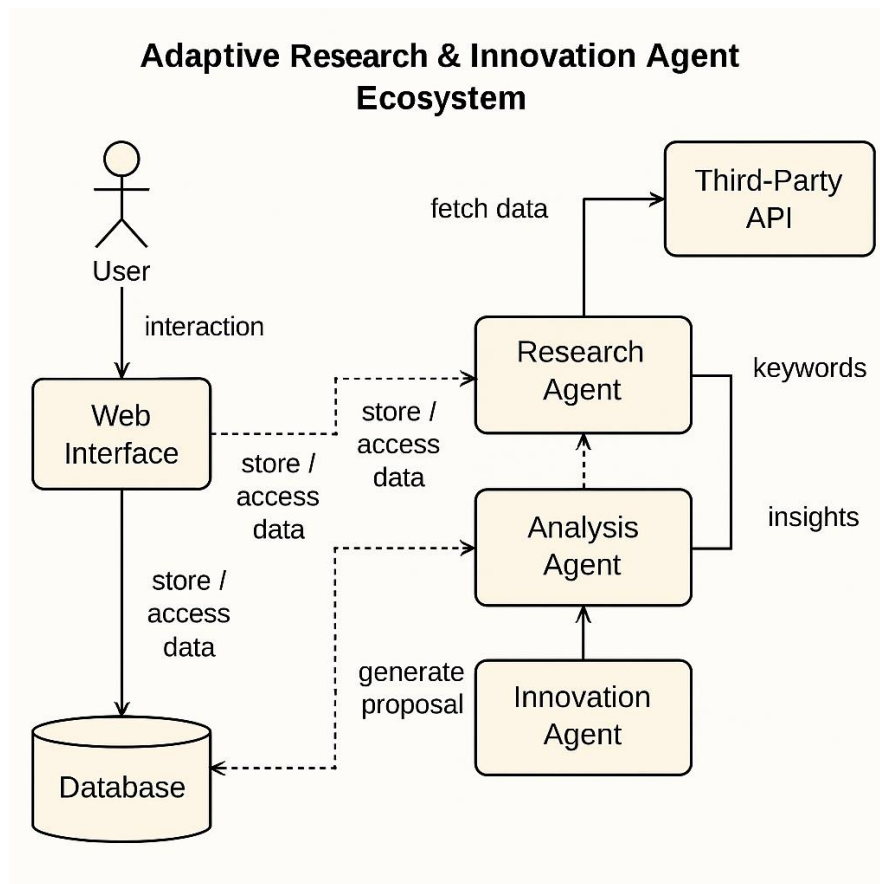 Adaptive Research & Innovation Agent
Ecosystem
User
interaction
Web
Interface
store /
access
data
store /
access
data
store /
access
data
Database
fetch data
Third-Party
API
Research
Agent
keywords
insights
Analysis
Agent
generate
proposal
Innovation
Agent